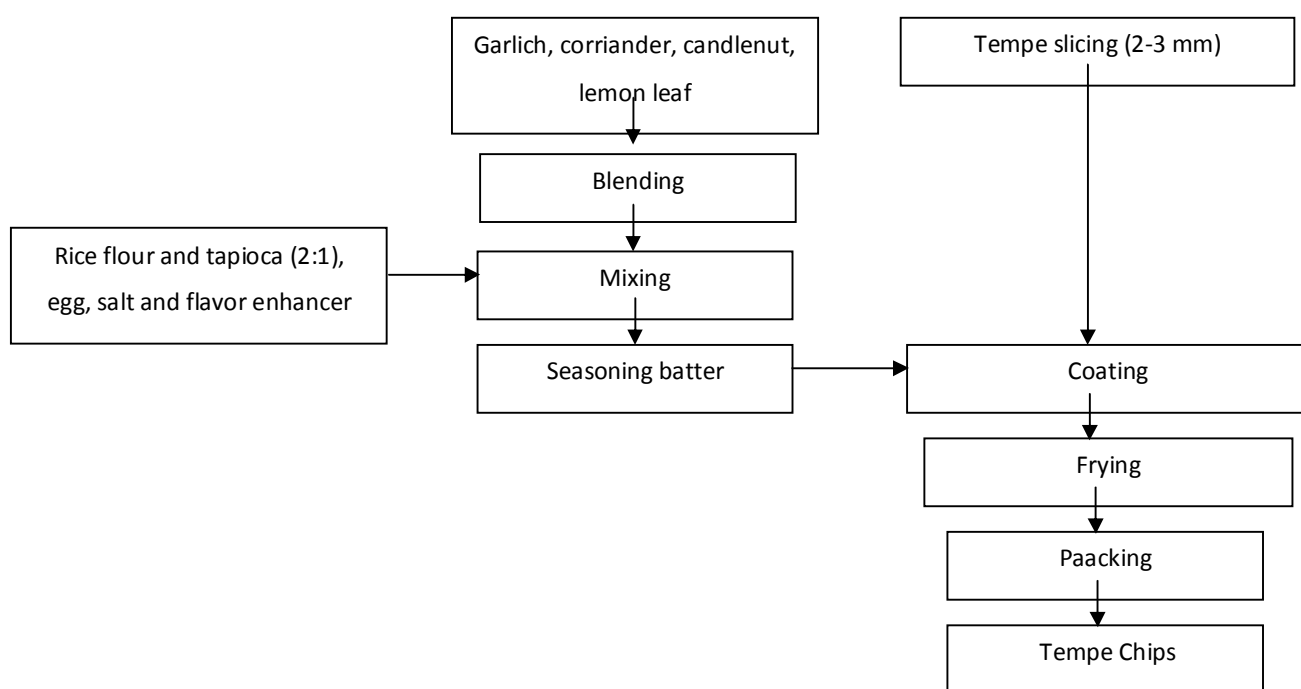 Garlich, corriander, candlenut,
lemon leaf
Tempe slicing (2-3 mm)
Blending
Rice flour and tapioca (2:1),
egg, salt and flavor enhancer
Mixing
Seasoning batter
Coating
Frying
Paacking
Tempe Chips